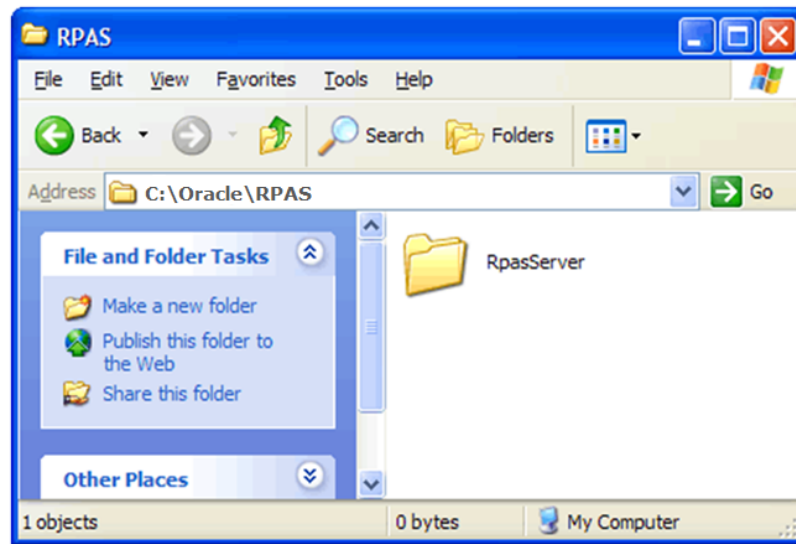 RPAS
File Edit View Favorites Tools Help
Back Search Folders
Address C:\Oracle\RPAS Go
File and Folder Tasks
Make a new folder
Publish this folder to
the Web
Share this folder
Other Places
RpasServer
1 objects 0 bytes My Computer